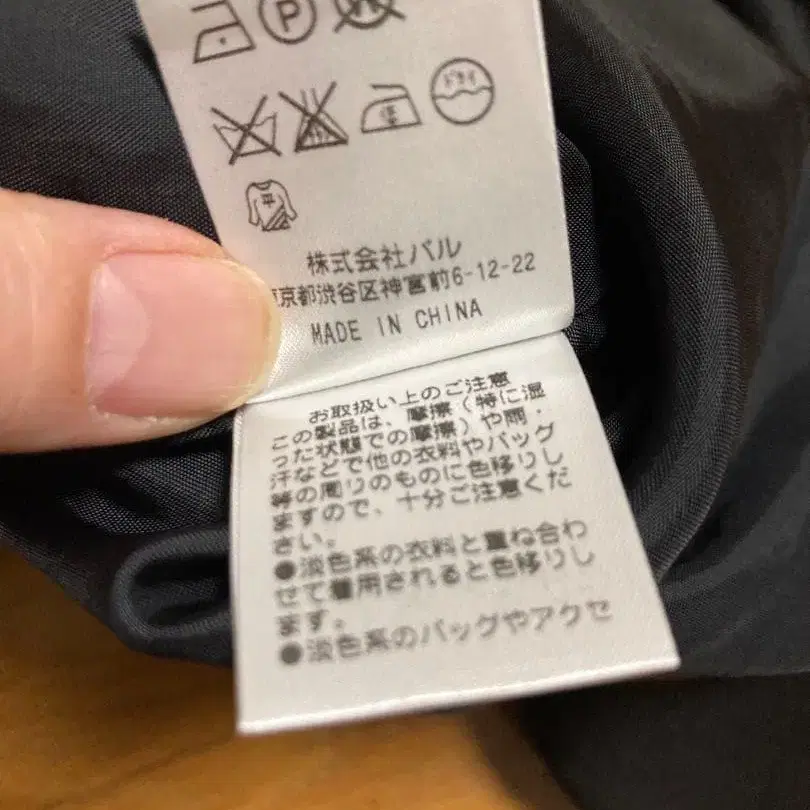 P
ドライ
低
平
株式会社パル
京都渋谷区神宮前6-12-22
MADE IN CHINA
お取扱い上のご注意
この製品は、摩擦(特に湿
った状態での摩擦)や雨・
汗などで他の衣料やバッグ
等の周りのものに色移りし
ますので、十分ご注意くだ
さい。
●淡色系の衣料と重ね合わ
せて着用されると色移りし
ます。
●淡色系のバッグやアクセ